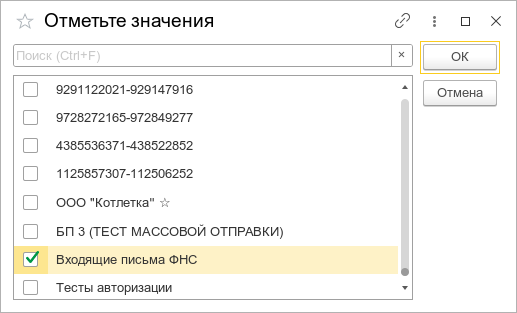 Отметьте значения
Поиск (Ctrl+F)
ОК
9291122021-929147916
Отмена
9728272165-972849277
4385536371-438522852
1125857307-112506252
ООО "Котлетка" ☆
БП 3 (ТЕСТ МАССОВОЙ ОТПРАВКИ)
Входящие письма ФНС
Тесты авторизации